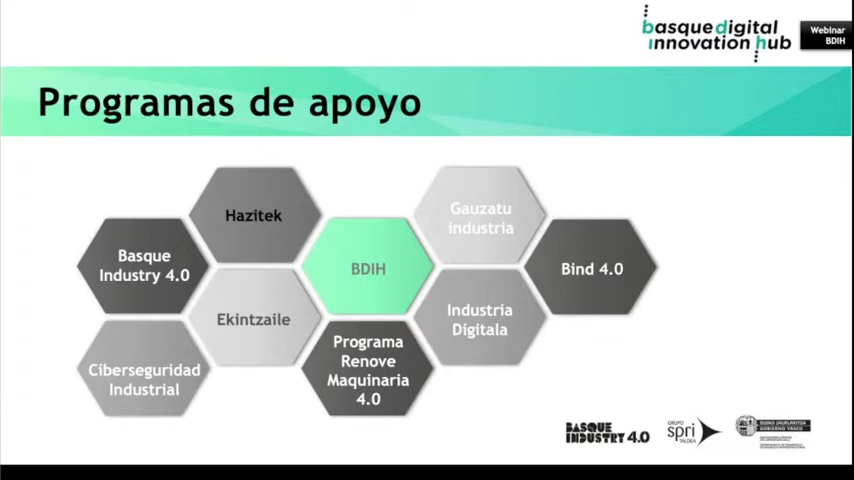 basque digital
innovation hub
Webinar
BDIH
Programas de apoyo
Hazitek
Gauzatu
industria
Basque
Industry 4.0
BDIH
Bind 4.0
Ekintzaile
Industria
Digitala
Ciberseguridad
Industrial
Programa
Renove
Maquinaria
4.0
BASQUE
INDUSTRY 4.0
GRUPO
spri
TALDEA
EUSKO JAURLARITZA
GOBIERNO VASCO